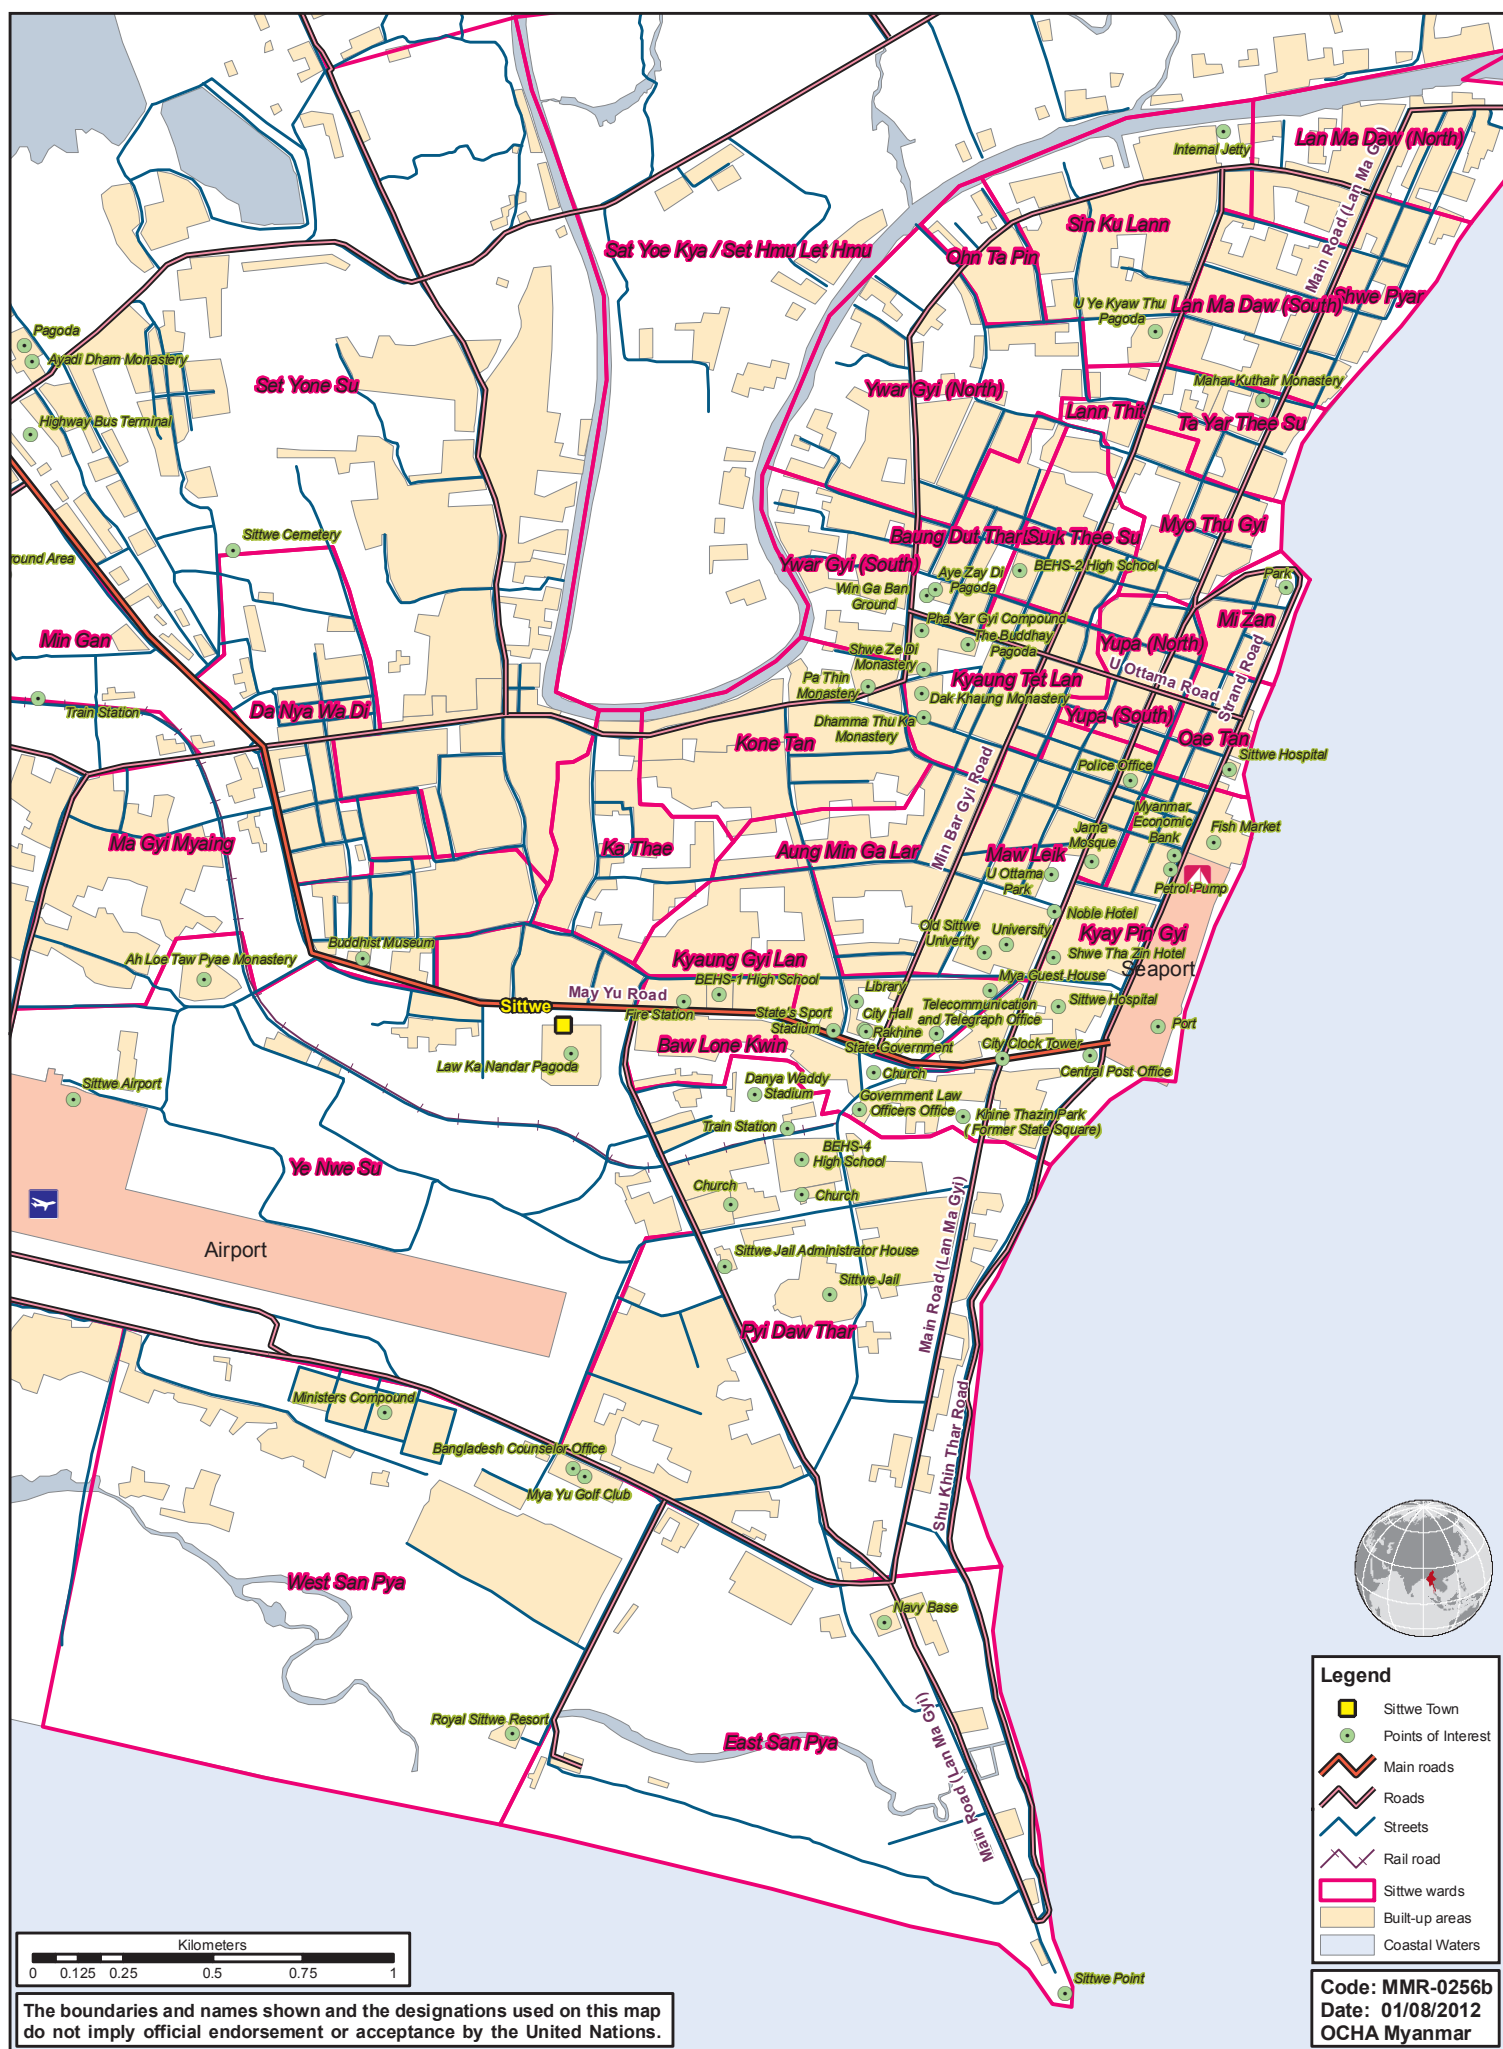 Lan Ma Daw (North)
Internal Jetty
Main Road (Lan Ma Gyi)
Sin Ku Lann
Sat Yoe Kya / Set Hmu Let Hmu
Ohn Ta Pin
Shwe Pyar
U Ye Kyaw Thu
Pagoda
Lan Ma Daw (South)
Pagoda
Ayadi Dham Monastery
Set Yone Su
Ywar Gyi (North)
Mahar Kuthair Monastery
Lann Thit
Ta Yar Thee Su
Highway Bus Terminal
Myo Thu Gyi
Sittwe Cemetery
Baung Dut Thar
Suik Thee Su
round Area
Ywar Gyi (South)
BEHS-2 High School
Aye Zay Di
Pagoda
Park
Win Ga Ban
Ground
Mi Zan
Pha Yar Gyi Compound
Min Gan
The Buddhay
Pagoda
Yupa (North)
Shwe Ze Di
Monastery
Strand Road
U Ottama Road
Kyaung Tet Lan
Pa Thin
Monastery
Dak Khaung Monastery
Train Station
Da Nya Wa Di
Dhamma Thu Ka
Monastery
Yupa (South)
Kone Tan
Oae Tan
Sittwe Hospital
Police Office
Min Bar Gyi Road
Myanmar
Economic
Bank
Fish Market
Jama
Mosque
Ma Gyi Myaing
Ka Thae
Aung Min Ga Lar
Maw Leik
U Ottama
Park
Petrol Pump
Noble Hotel
Old Sittwe
Univerity
University
Kyay Pin Gyi
Buddhist Museum
Shwe Tha Zin Hotel
Ah Loe Taw Pyae Monastery
Kyaung Gyi Lan
Seaport
BEHS-1 High School
Mya Guest House
May Yu Road
Library
Sittwe
Sittwe Hospital
Telecommunication
and Telegraph Office
Fire Station
State's Sport
Stadium
City Hall
Rakhine
State Government
Port
Baw Lone Kwin
City Clock Tower
Law Ka Nandar Pagoda
Church
Central Post Office
Sittwe Airport
Danya Waddy
Stadium
Government Law
Officers Office
Khine Thazin Park
( Former State Square)
Train Station
BEHS-4
High School
Ye Nwe Su
Church
Church
Main Road (Lan Ma Gyi)
Airport
Sittwe Jail Administrator House
Sittwe Jail
Pyi Daw Thar
Ministers Compound
Shu Khin Thar Road
Bangladesh Counselor Office
Mya Yu Golf Club
West San Pya
Navy Base
Royal Sittwe Resort
East San Pya
Main Road (Lan Ma Gyi)
Sittwe Point
Legend
Sittwe Town
Points of Interest
Main roads
Roads
Streets
Rail road
Sittwe wards
Built-up areas
Coastal Waters
Kilometers
0 0.125 0.25 0.5 0.75 1
The boundaries and names shown and the designations used on this map
do not imply official endorsement or acceptance by the United Nations.
Code: MMR-0256b
Date: 01/08/2012
OCHA Myanmar